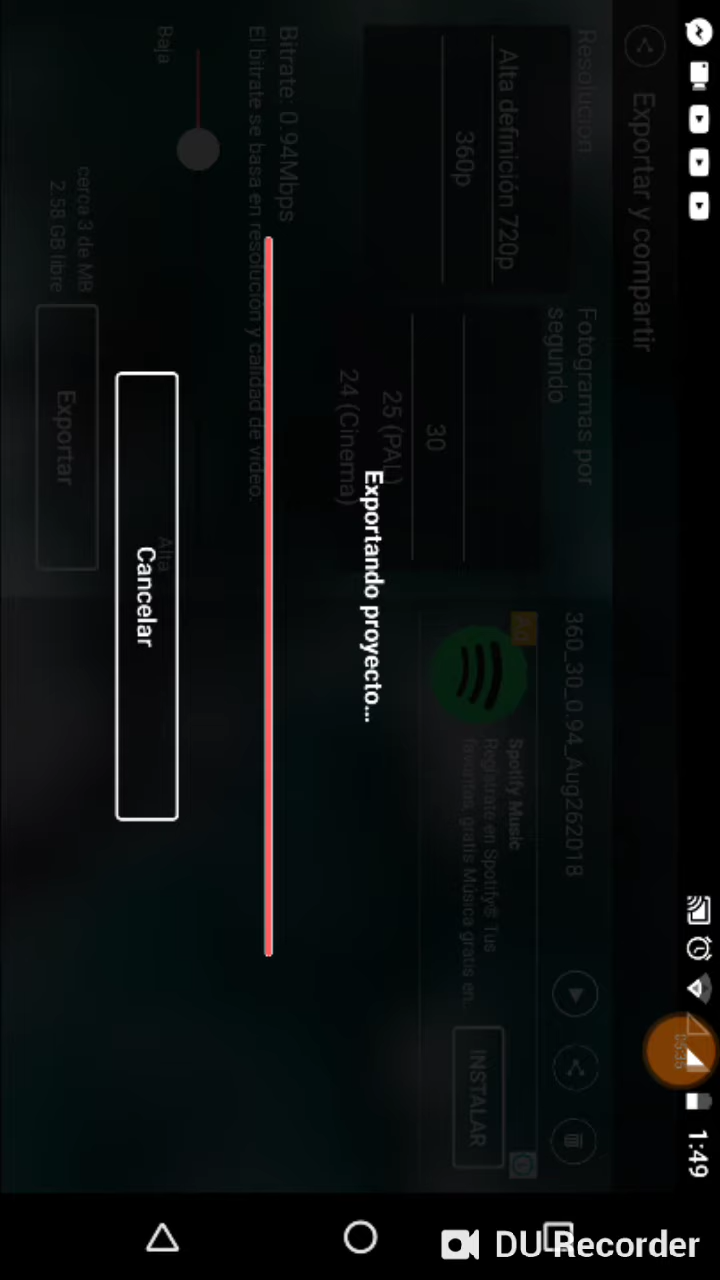 1:49
05:35
Exportar y compartir
Resolución
Alta definición 720p
360p
Fotogramas por
segundo
30
25 (PAL)
24 (Cinema)
360_30_0.94_Aug262018
Ad
Spotify Music
Regístrate en Spotify® Tus
favoritas, gratis Música gratis en..
INSTALAR
Exportando proyecto...
Bitrate: 0.94Mbps
El bitrate se basa en resolución y calidad de video.
Baja
Alta
Cancelar
cerca 3 de MB
2.58 GB libre
Exportar
DU Recorder